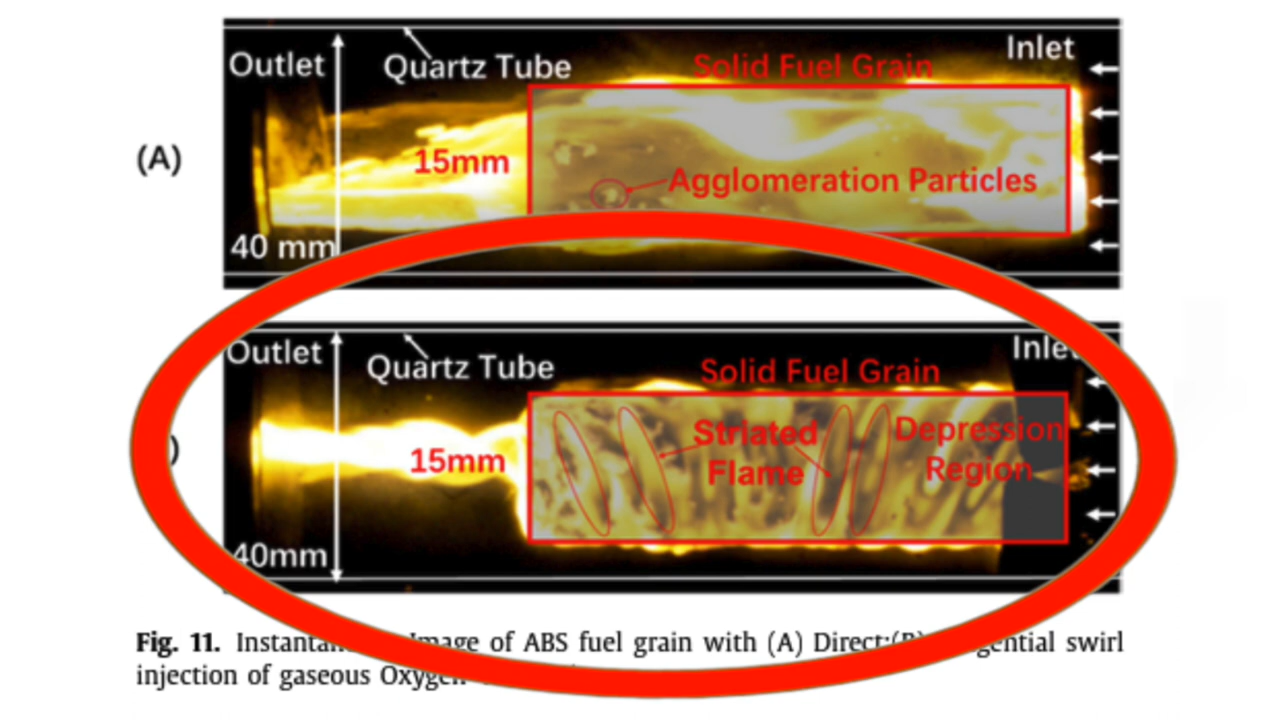 Outlet
Quartz Tube
Solid Fuel Grain
Inlet
(A)
15mm
Agglomeration Particles
40 mm
Outlet
Quartz Tube
Solid Fuel Grain
Inlet
15mm
Striated
Flame
Depression
Region
40mm
Fig. 11. Image of ABS fuel grain with (A) Direct;(B) swirl
injection of gaseous Oxygen